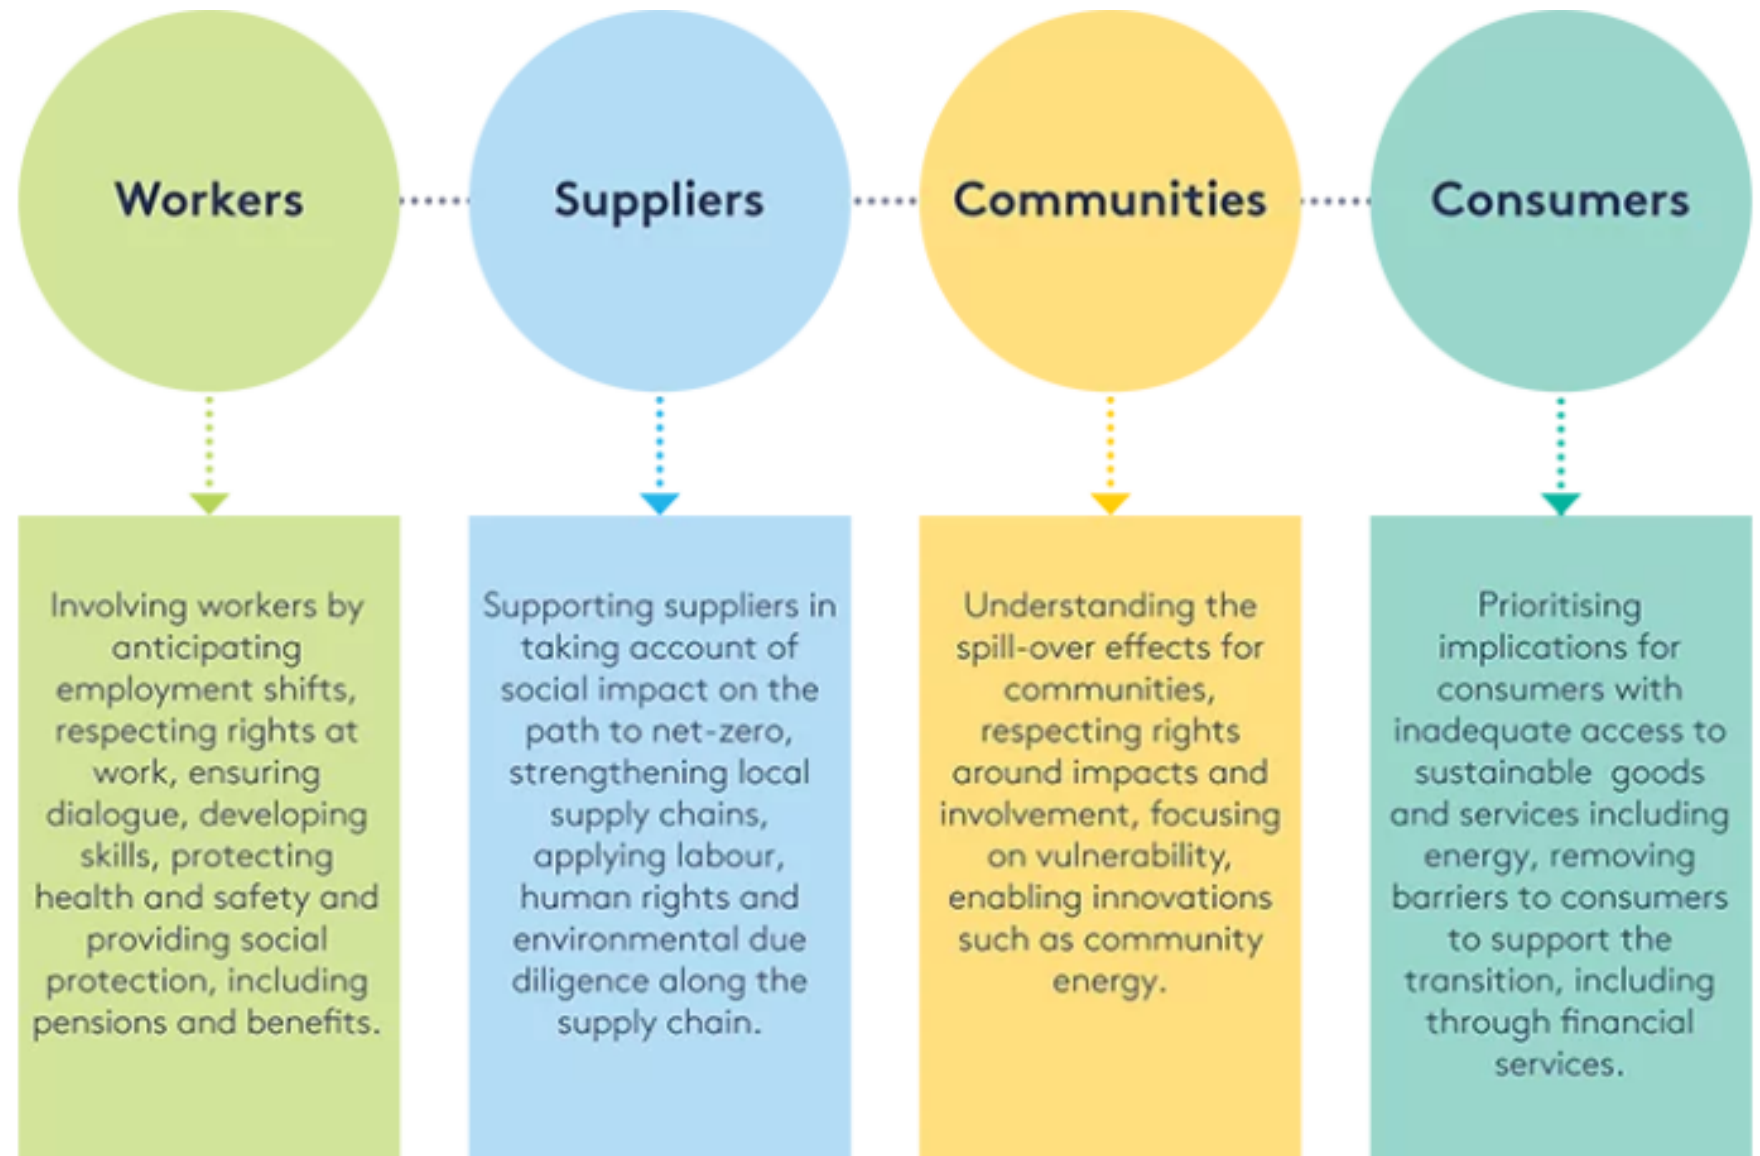 Workers
Suppliers
Communities
Consumers
Involving workers by
anticipating
employment shifts,
respecting rights at
work, ensuring
dialogue, developing
skills, protecting
health and safety and
providing social
protection, including
pensions and benefits.
Supporting suppliers in
taking account of
social impact on the
path to net-zero,
strengthening local
supply chains,
applying labour,
human rights and
environmental due
diligence along the
supply chain.
Understanding the
spill-over effects for
communities,
respecting rights
around impacts and
involvement, focusing
on vulnerability,
enabling innovations
such as community
energy.
Prioritising
implications for
consumers with
inadequate access to
sustainable goods
and services including
energy, removing
barriers to consumers
to support the
transition, including
through financial
services.